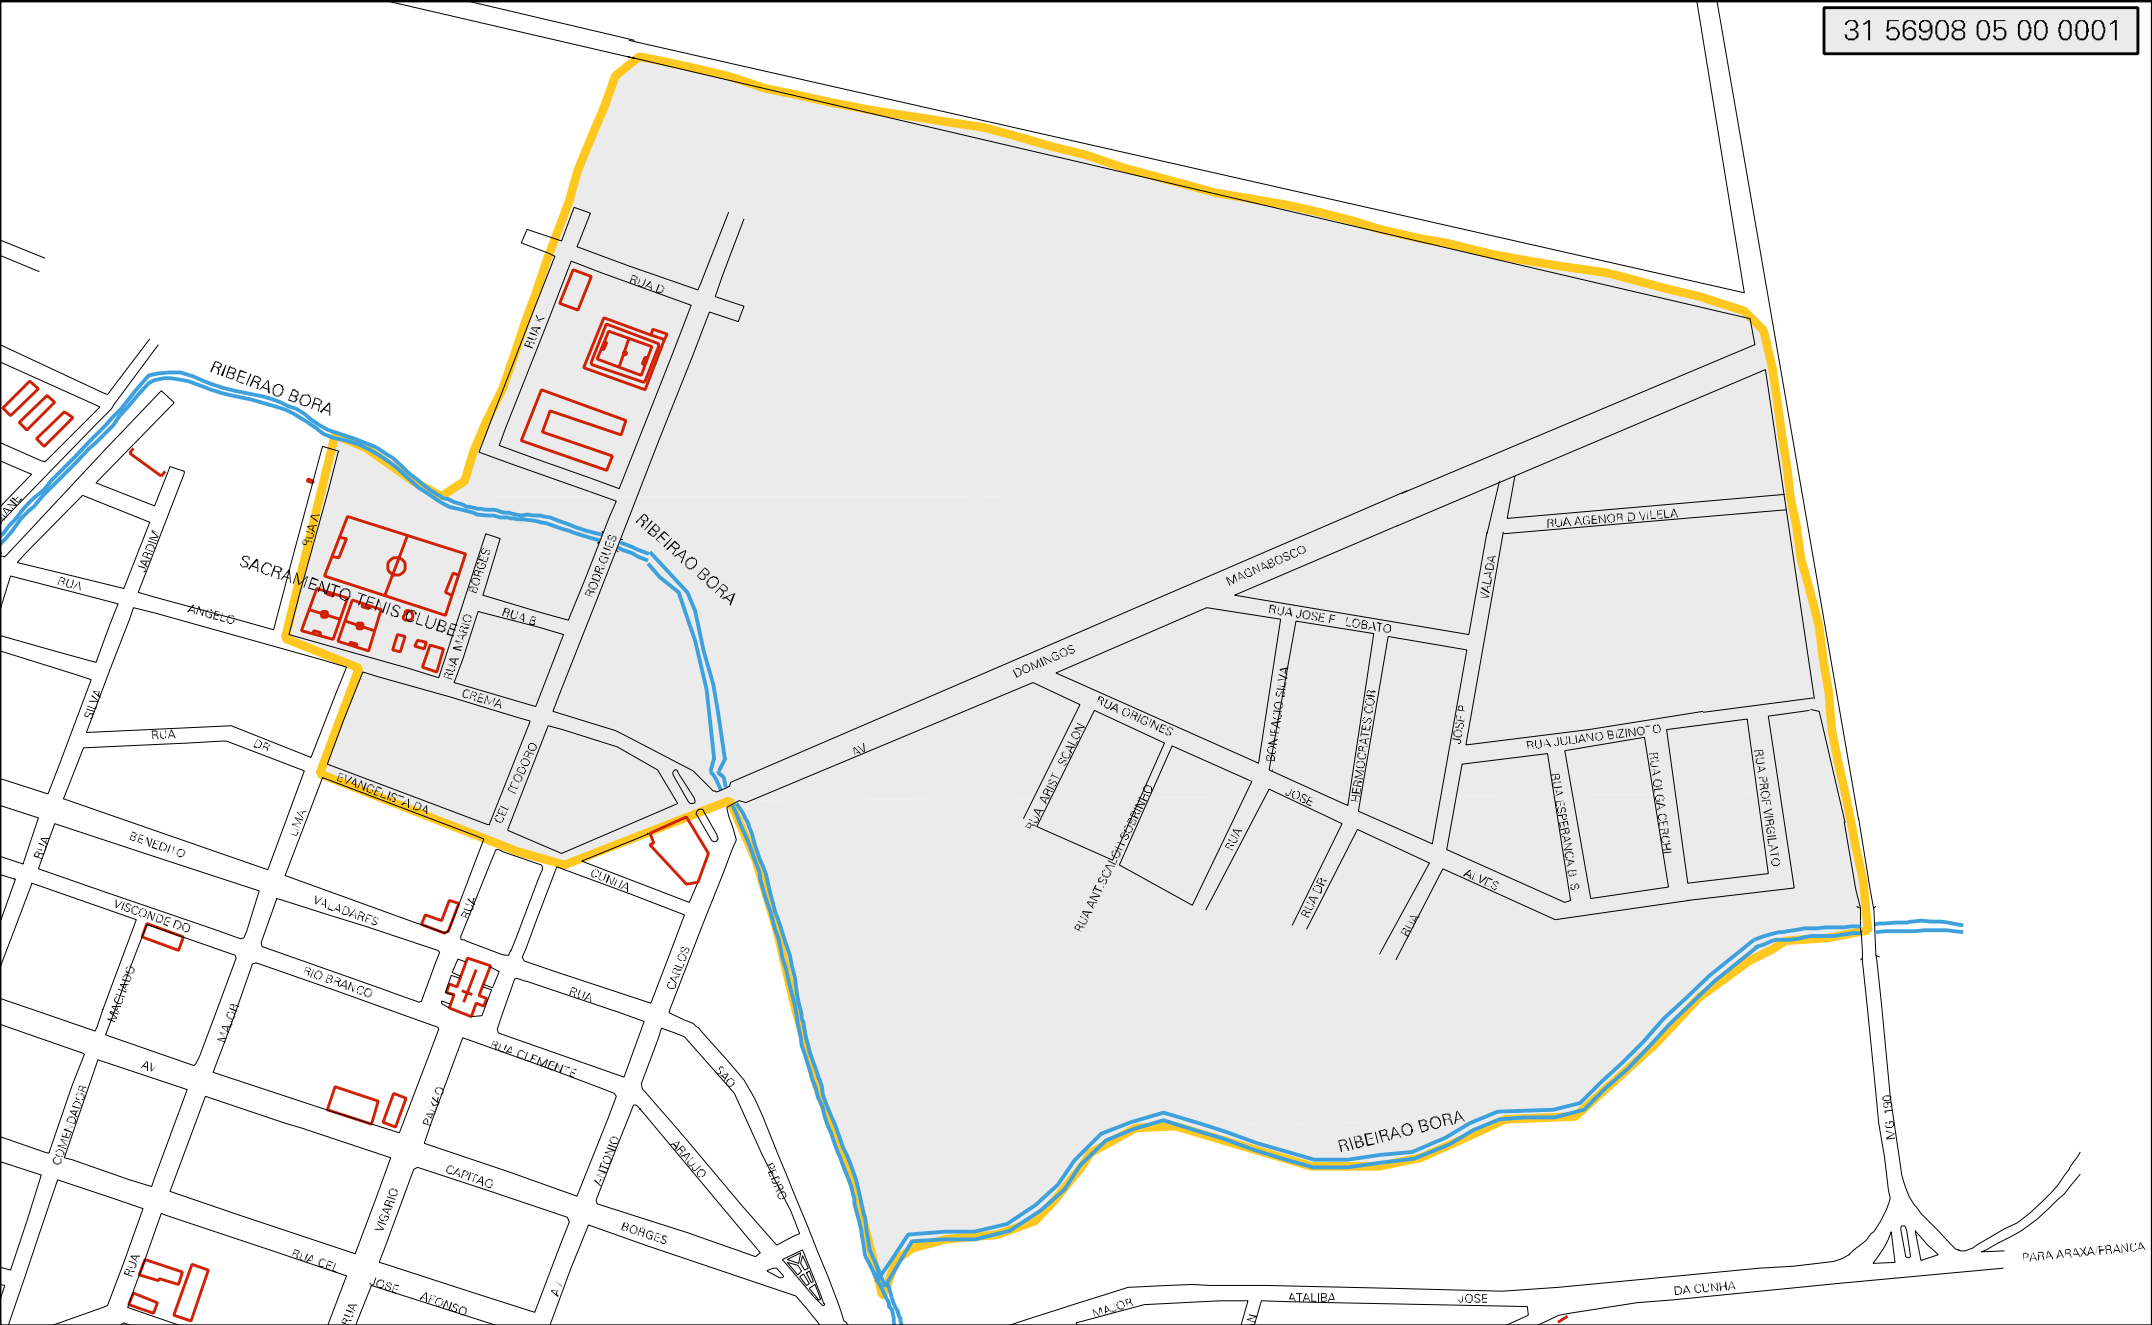 31 56908 05 00 0001
RUA D
RUA K
RIBEIRAO BORA
RUA A
SACRAMENTO TENIS CLUBE
JARDIM
RUA
ANGELO
BORGES
RUA MARIO
RUA B
RODRIGUES
RIBEIRAO BORA
CREMA
SILVA
RUA
DR
EVANGELISTA DA
CEL
TEODORO
LIMA
RUA
BENEDITO
VALADARES
RUA
CUNHA
VISCONDE DO
RIO BRANCO
MACHADO
MAJOR
AV
COMENDADOR
CARLOS
RUA
RUA CLEMENTE
PAULO
SAO
PEDRO
ARAUJO
ANTONIO
CAPITAO
VIGARIO
BORGES
RUA
RUA CEL
JOSE
AFONSO
RUA
AV
DOMINGOS
MAGNABOSCO
RUA AGENOR D VILELA
VALADA
RUA JOSE F LOBATO
RUA ORIGINES
BONIFACIO SILVA
HERMOCRATES COR
JOSE P
RUA JULIANO BIZINOTO
RUA ARIST SCALON
RUA ANT.SCALON SOBRINHO
JOSE
RUA
RUA DR
RUA
ALVES
RUA ESPERANCA B S
RUA OLGA CERCHI
RUA PROF VIRGILATO
RIBEIRAO BORA
MG 190
PARA ARAXA/FRANCA
MAJOR
ATALIBA
JOSE
DA CUNHA